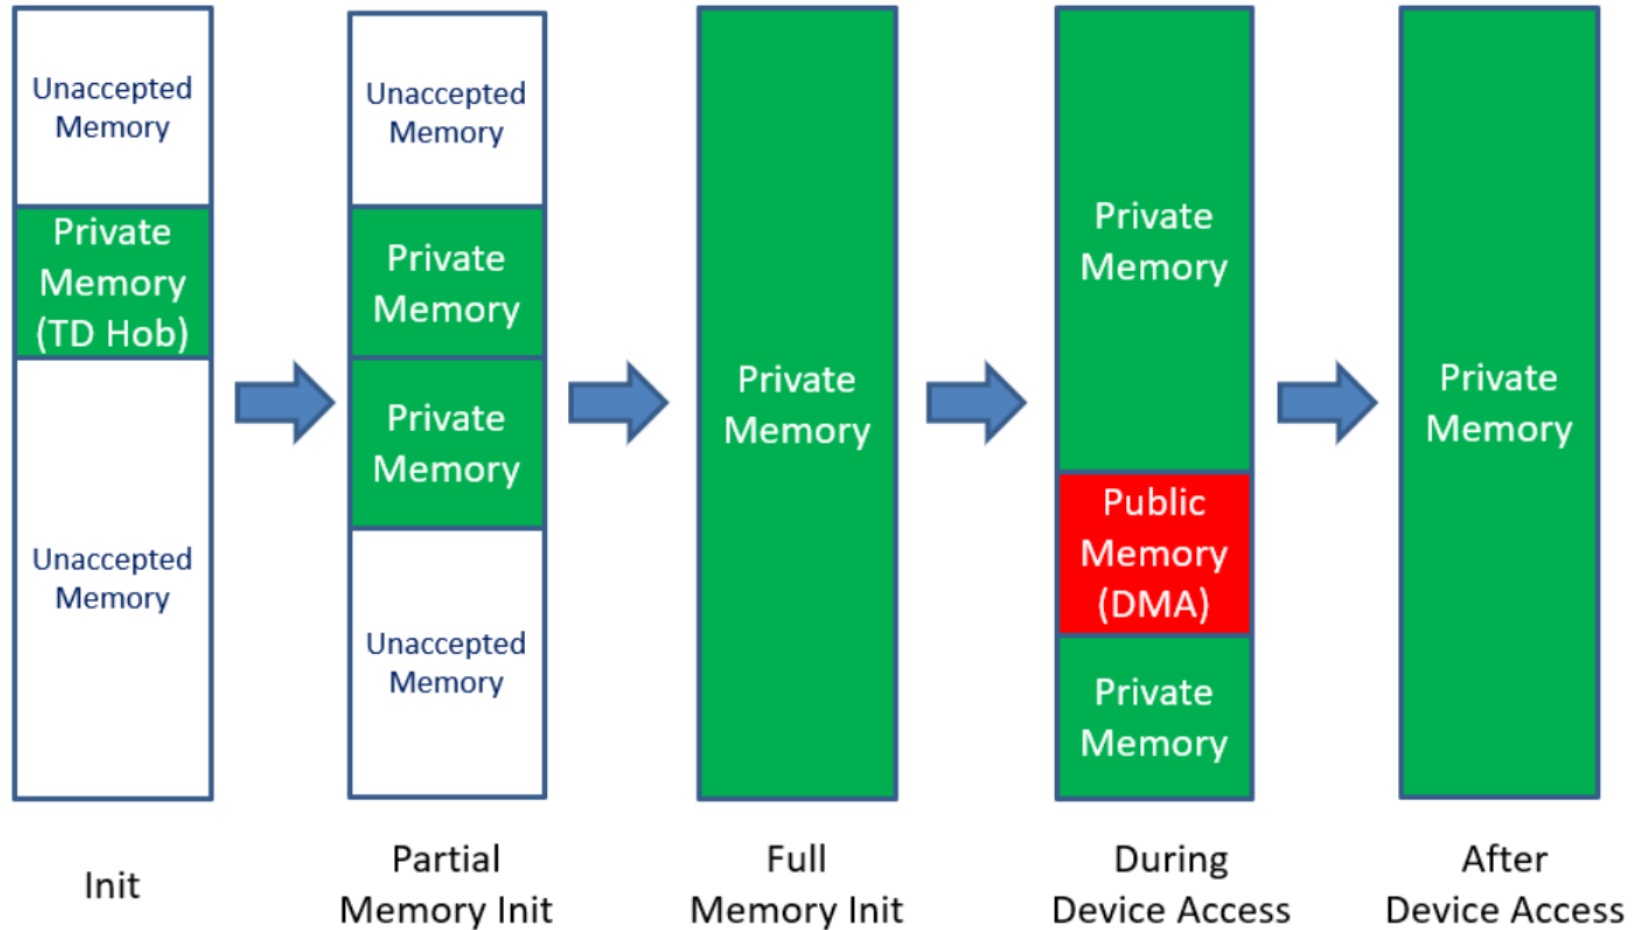 Unaccepted
Memory
Private
Memory
(TD Hob)
Unaccepted
Memory
Init
Unaccepted
Memory
Private
Memory
Private
Memory
Unaccepted
Memory
Partial
Memory Init
Private
Memory
Full
Memory Init
Private
Memory
Public
Memory
(DMA)
Private
Memory
During
Device Access
Private
Memory
After
Device Access